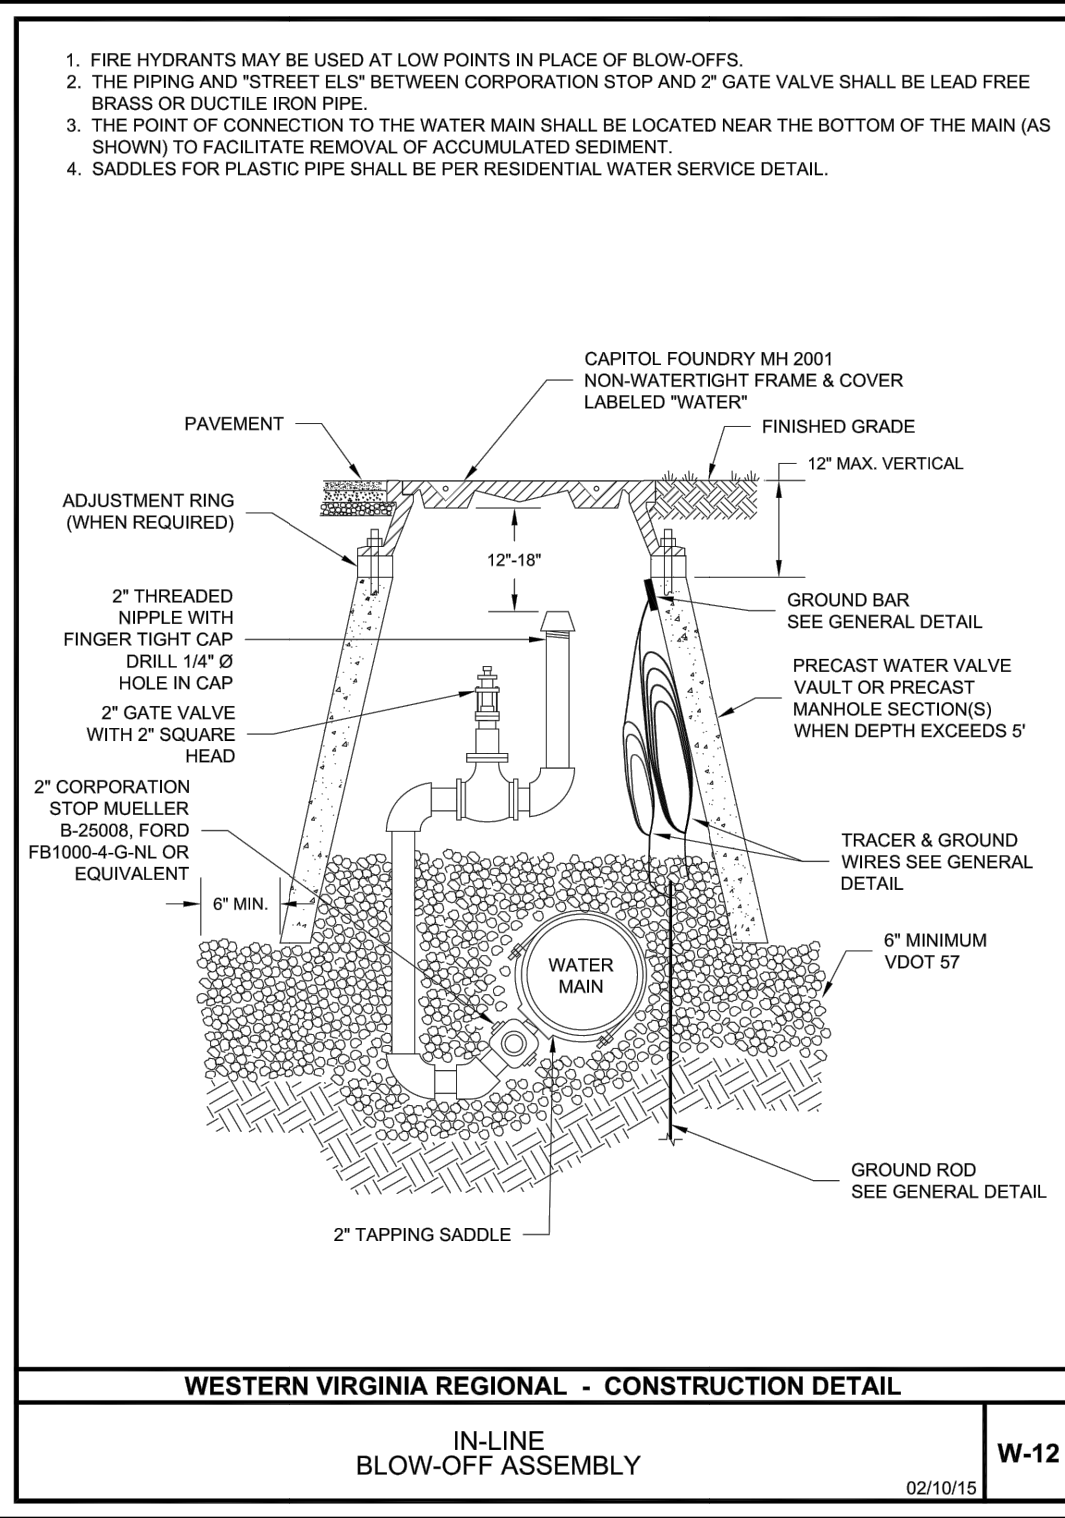 1. FIRE HYDRANTS MAY BE USED AT LOW POINTS IN PLACE OF BLOW-OFFS.
2. THE PIPING AND "STREET ELS" BETWEEN CORPORATION STOP AND 2" GATE VALVE SHALL BE LEAD FREE
BRASS OR DUCTILE IRON PIPE.
3. THE POINT OF CONNECTION TO THE WATER MAIN SHALL BE LOCATED NEAR THE BOTTOM OF THE MAIN (AS
SHOWN) TO FACILITATE REMOVAL OF ACCUMULATED SEDIMENT.
4. SADDLES FOR PLASTIC PIPE SHALL BE PER RESIDENTIAL WATER SERVICE DETAIL.
CAPITOL FOUNDRY MH 2001
NON-WATERTIGHT FRAME & COVER
LABELED "WATER"
PAVEMENT
FINISHED GRADE
12" MAX. VERTICAL
ADJUSTMENT RING
(WHEN REQUIRED)
12"-18"
2" THREADED
NIPPLE WITH
FINGER TIGHT CAP
DRILL 1/4" Ø
HOLE IN CAP
GROUND BAR
SEE GENERAL DETAIL
PRECAST WATER VALVE
VAULT OR PRECAST
MANHOLE SECTION(S)
WHEN DEPTH EXCEEDS 5'
2" GATE VALVE
WITH 2" SQUARE
HEAD
2" CORPORATION
STOP MUELLER
B-25008, FORD
FB1000-4-G-NL OR
EQUIVALENT
TRACER & GROUND
WIRES SEE GENERAL
DETAIL
6" MIN.
6" MINIMUM
VDOT 57
WATER
MAIN
GROUND ROD
SEE GENERAL DETAIL
2" TAPPING SADDLE
WESTERN VIRGINIA REGIONAL - CONSTRUCTION DETAIL
IN-LINE
BLOW-OFF ASSEMBLY
W-12
02/10/15